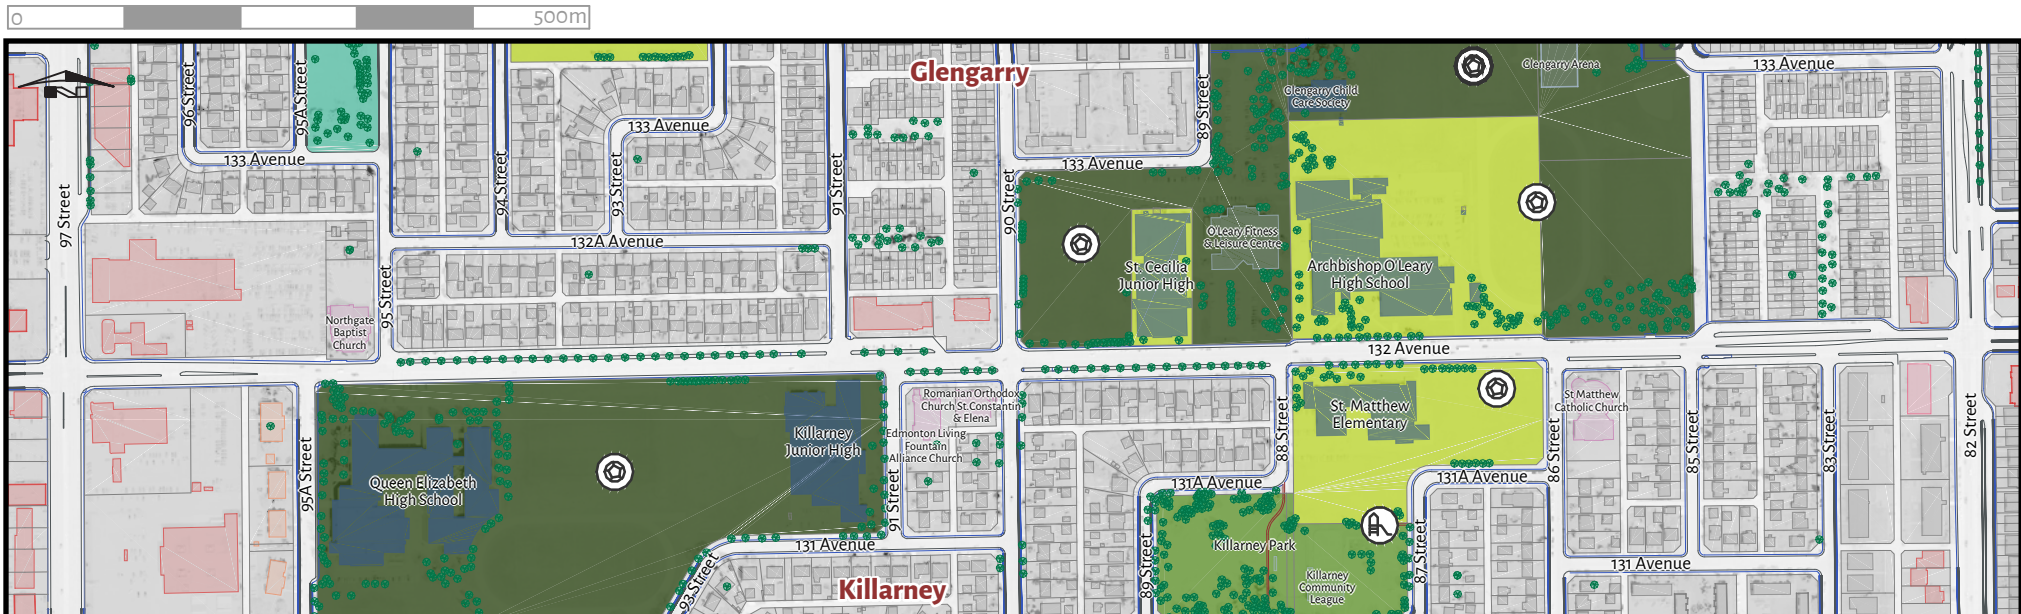 0
500m
Glengarry
Glengarry Arena
133 Avenue
Glengarry Child
Care Society
96 Street
95A Street
89 Street
133 Avenue
133 Avenue
133 Avenue
97 Street
94 Street
93 Street
91 Street
90 Street
132A Avenue
O'Leary Fitness
& Leisure Centre
St. Cecilia
Junior High
Archbishop O'Leary
High School
95 Street
Northgate
Baptist
Church
132 Avenue
Romanian Orthodox
Church St.Constantin
& Elena
St. Matthew
Elementary
St Matthew
Catholic Church
Killarney
Junior High
Edmonton Living
Fountain
Alliance Church
88 Street
86 Street
85 Street
83 Street
82 Street
95A Street
Queen Elizabeth
High School
91 Street
131A Avenue
131A Avenue
131 Avenue
Killarney Park
89 Street
87 Street
131 Avenue
93 Street
Killarney
Killarney
Community
League